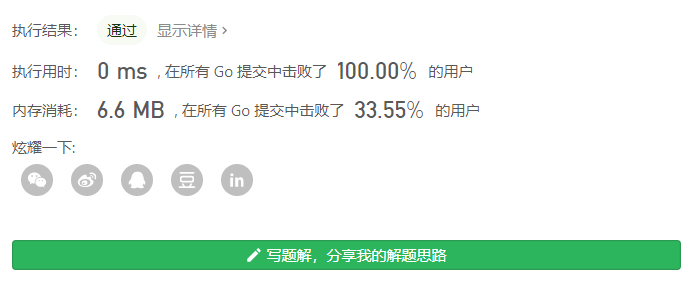 执行结果： 通过 显示详情 >
执行用时： 0 ms , 在所有 Go 提交中击败了 100.00% 的用户
内存消耗： 6.6 MB , 在所有 Go 提交中击败了 33.55% 的用户
炫耀一下:
豆 in
写题解，分享我的解题思路